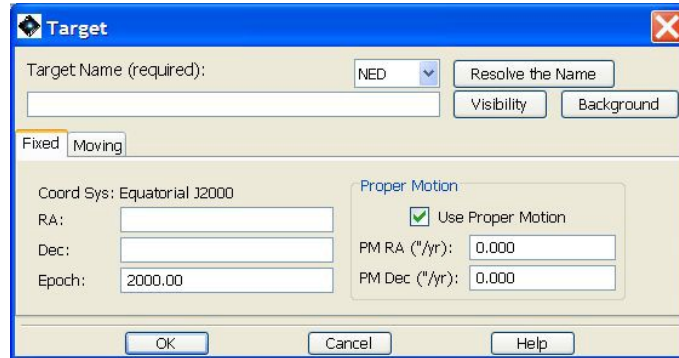 Target
Target Name (required):
NED
Resolve the Name
Visibility
Background
Fixed
Moving
Coord Sys: Equatorial J2000
RA:
Dec:
Epoch:
2000.00
Proper Motion
Use Proper Motion
PM RA ("/yr):
0.000
PM Dec ("/yr):
0.000
OK
Cancel
Help